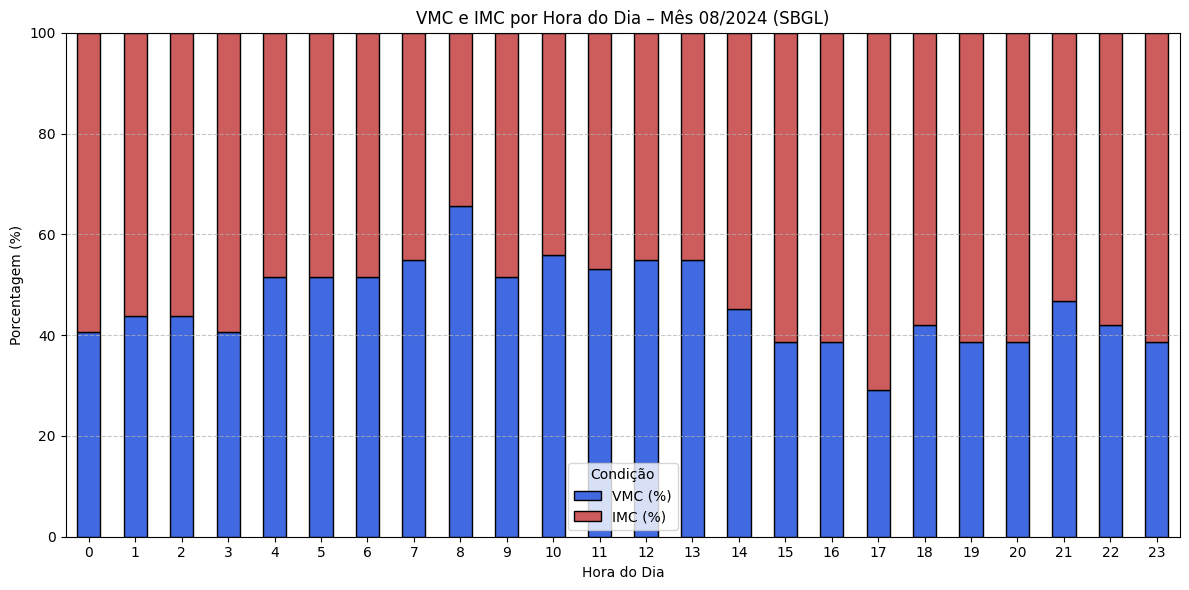 VMC e IMC por Hora do Dia – Mês 08/2024 (SBGL)
Porcentagem (%)
100
80
60
40
20
0
Condição
VMC (%)
IMC (%)
0 1 2 3 4 5 6 7 8 9 10 11 12 13 14 15 16 17 18 19 20 21 22 23
Hora do Dia